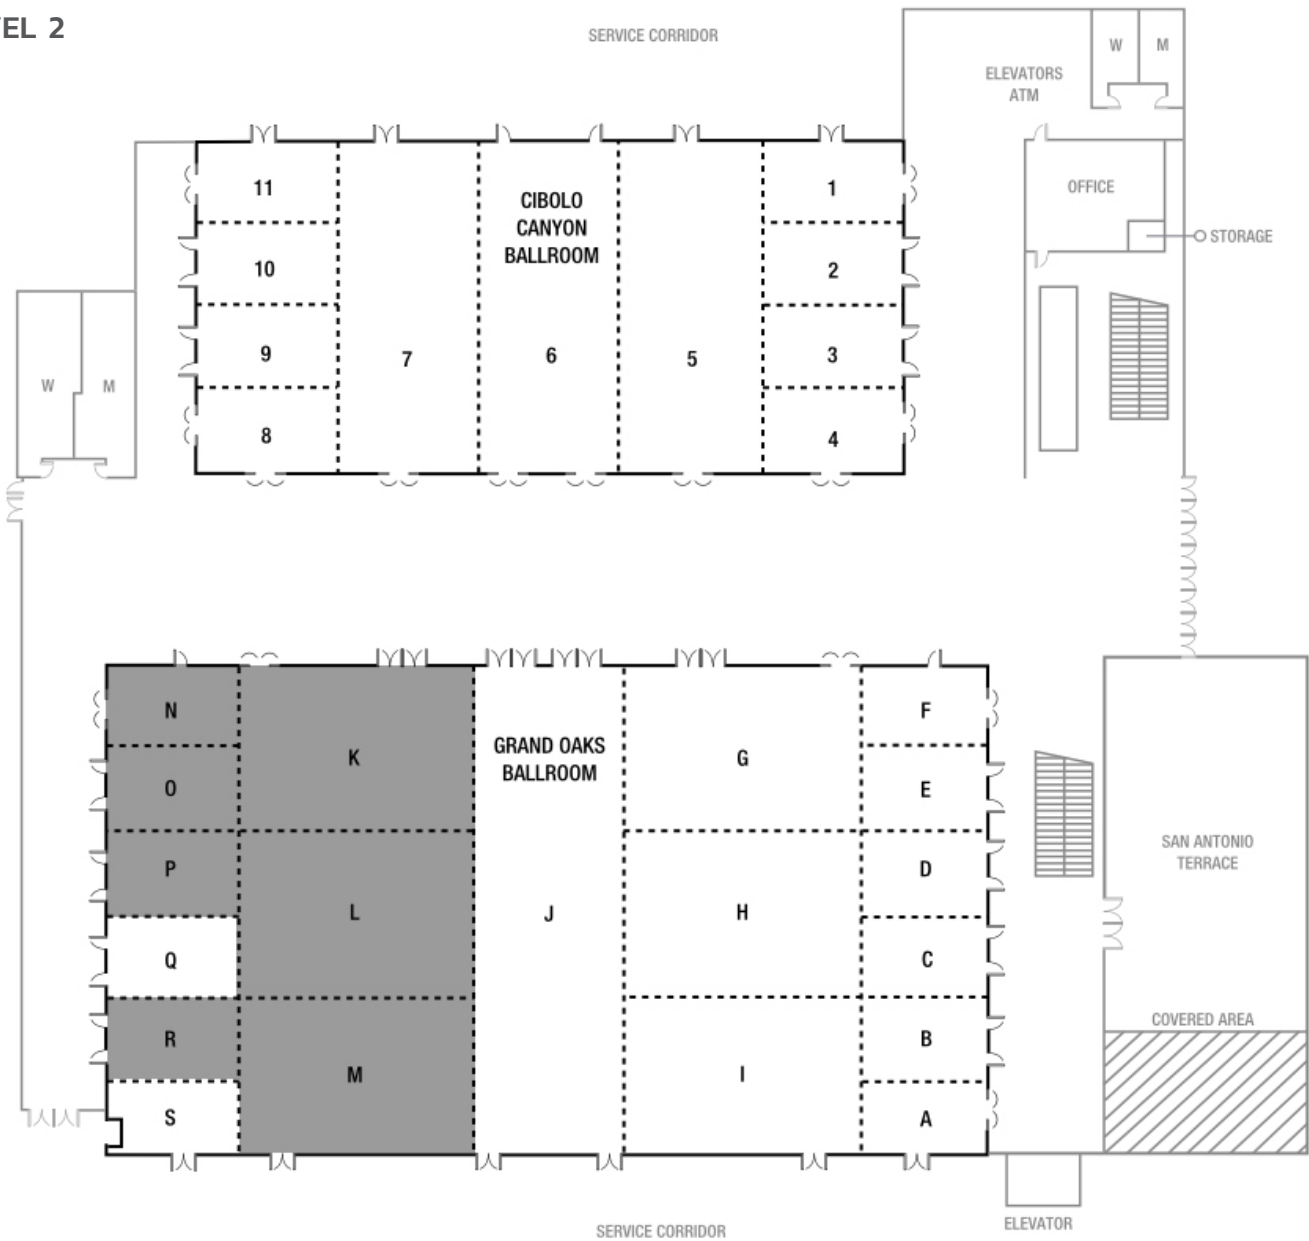 VEL 2
SERVICE CORRIDOR
W M
ELEVATORS
ATM
OFFICE
STORAGE
11
1
CIBOLO
CANYON
BALLROOM
10
2
9
7
6
5
3
W M
8
4
N
K
GRAND OAKS
BALLROOM
G
F
O
E
SAN ANTONIO
TERRACE
P
D
L
J
H
Q
C
COVERED AREA
R
B
M
I
S
A
SERVICE CORRIDOR
ELEVATOR